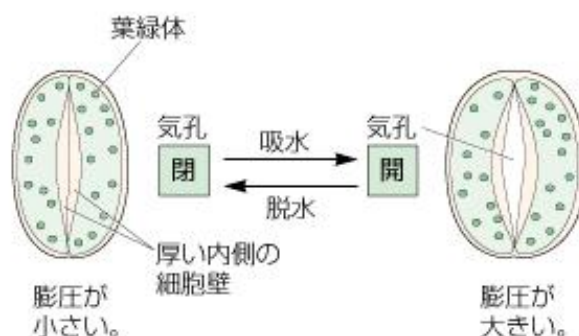 葉緑体
気孔
閉
吸水
脱水
気孔
開
厚い内側の
細胞壁
膨圧が
小さい。
膨圧が
大きい。